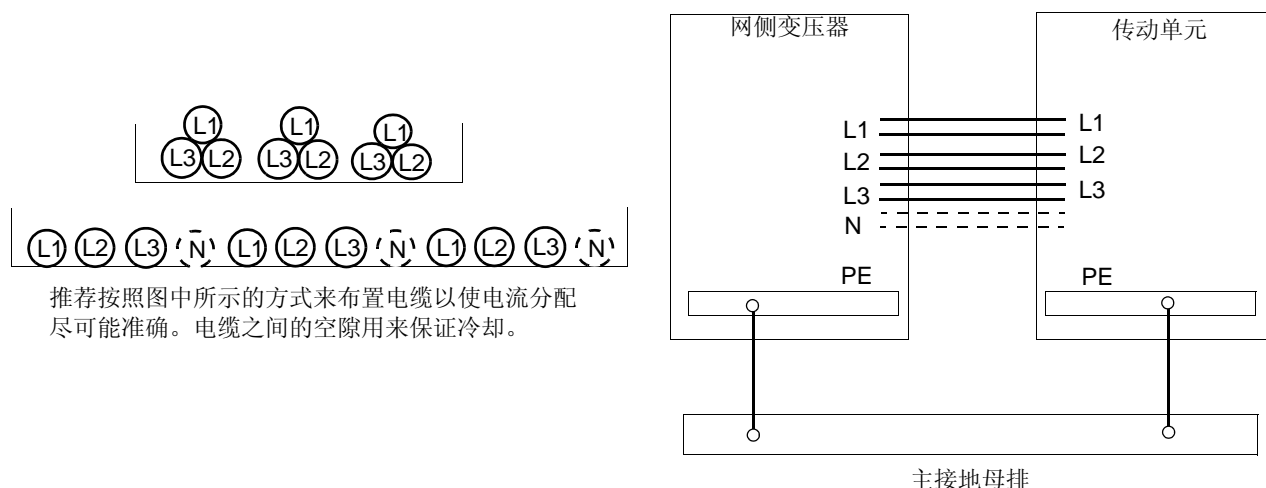 L1 L1 L1
L3 L2 L3 L2 L3 L2
L1 L2 L3 N L1 L2 L3 N L1 L2 L3 N
推荐按照图中所示的方式来布置电缆以使电流分配
尽可能准确。电缆之间的空隙用来保证冷却。
网侧变压器
传动单元
L1 L1
L2 L2
L3 L3
N
PE PE
主接地母排